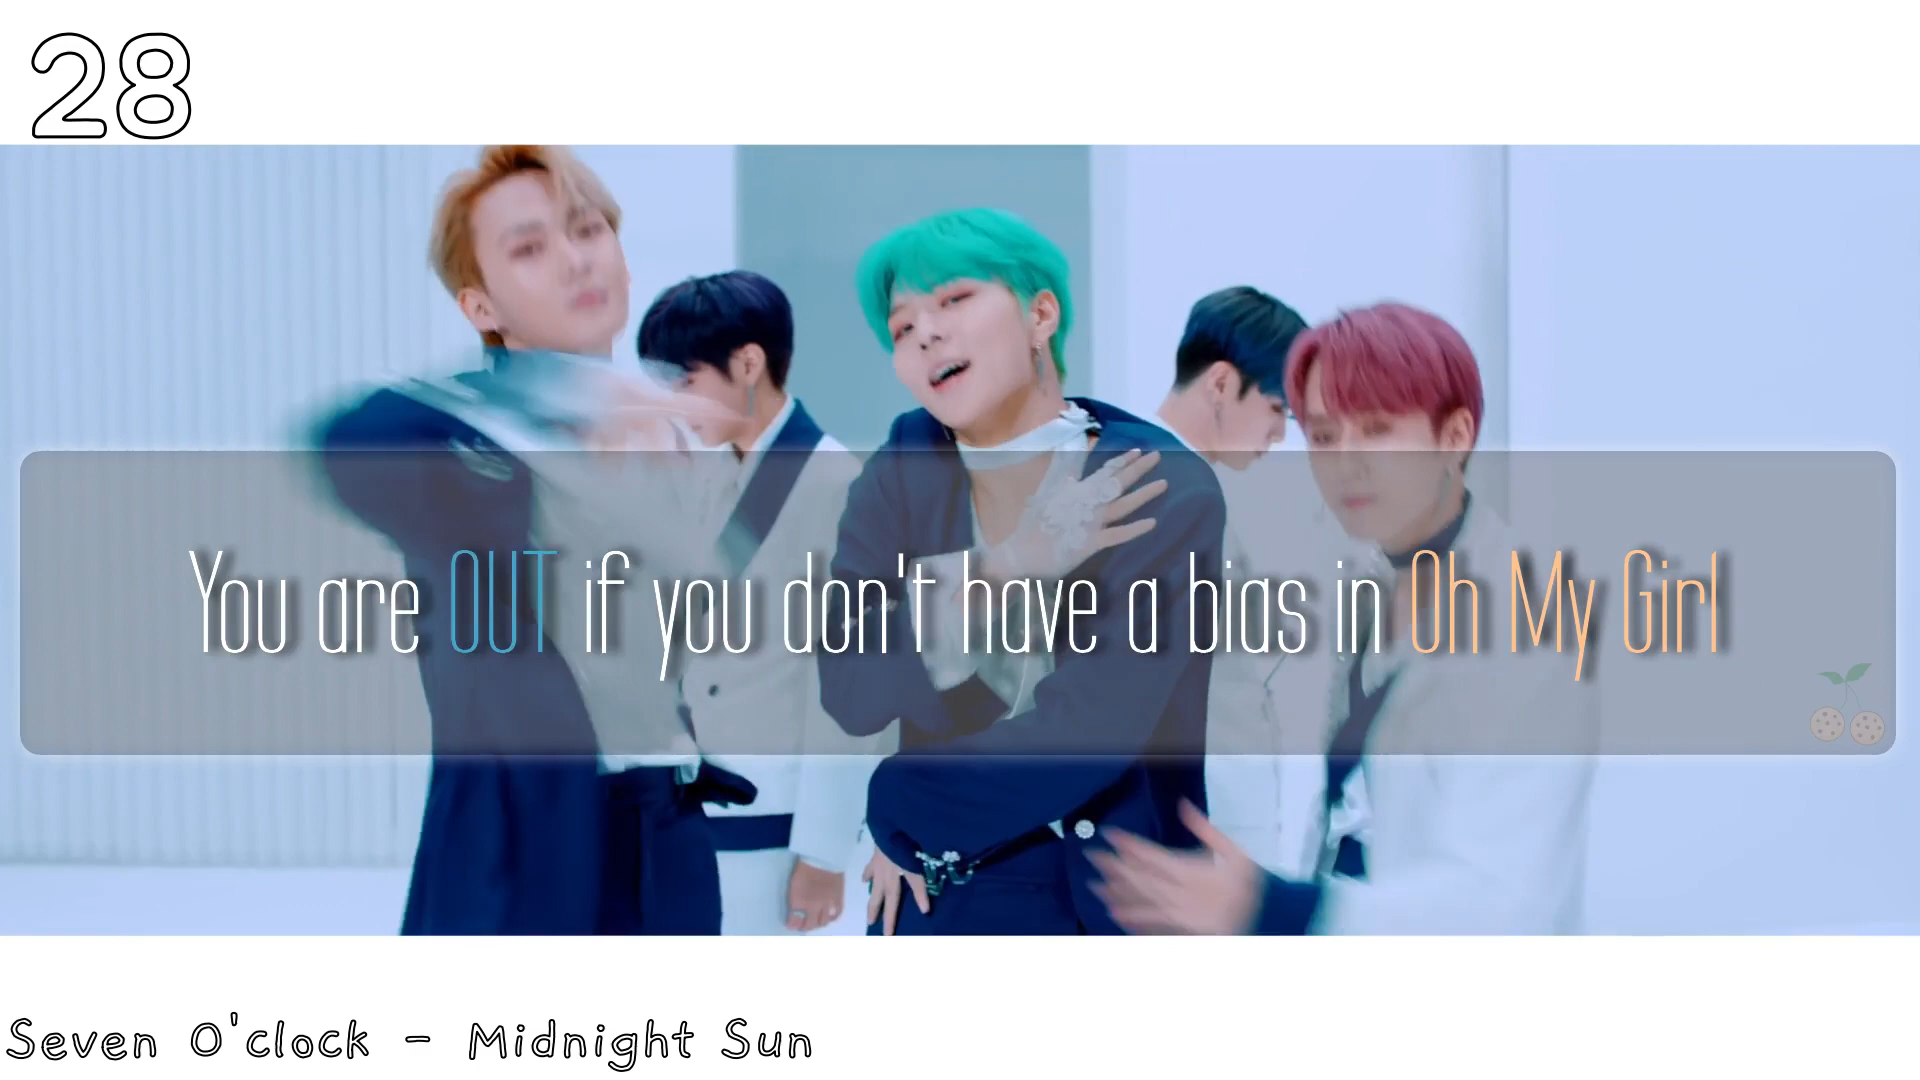 28
You are OUT if you don't have a bias in Oh My Girl
Seven O'clock - Midnight Sun